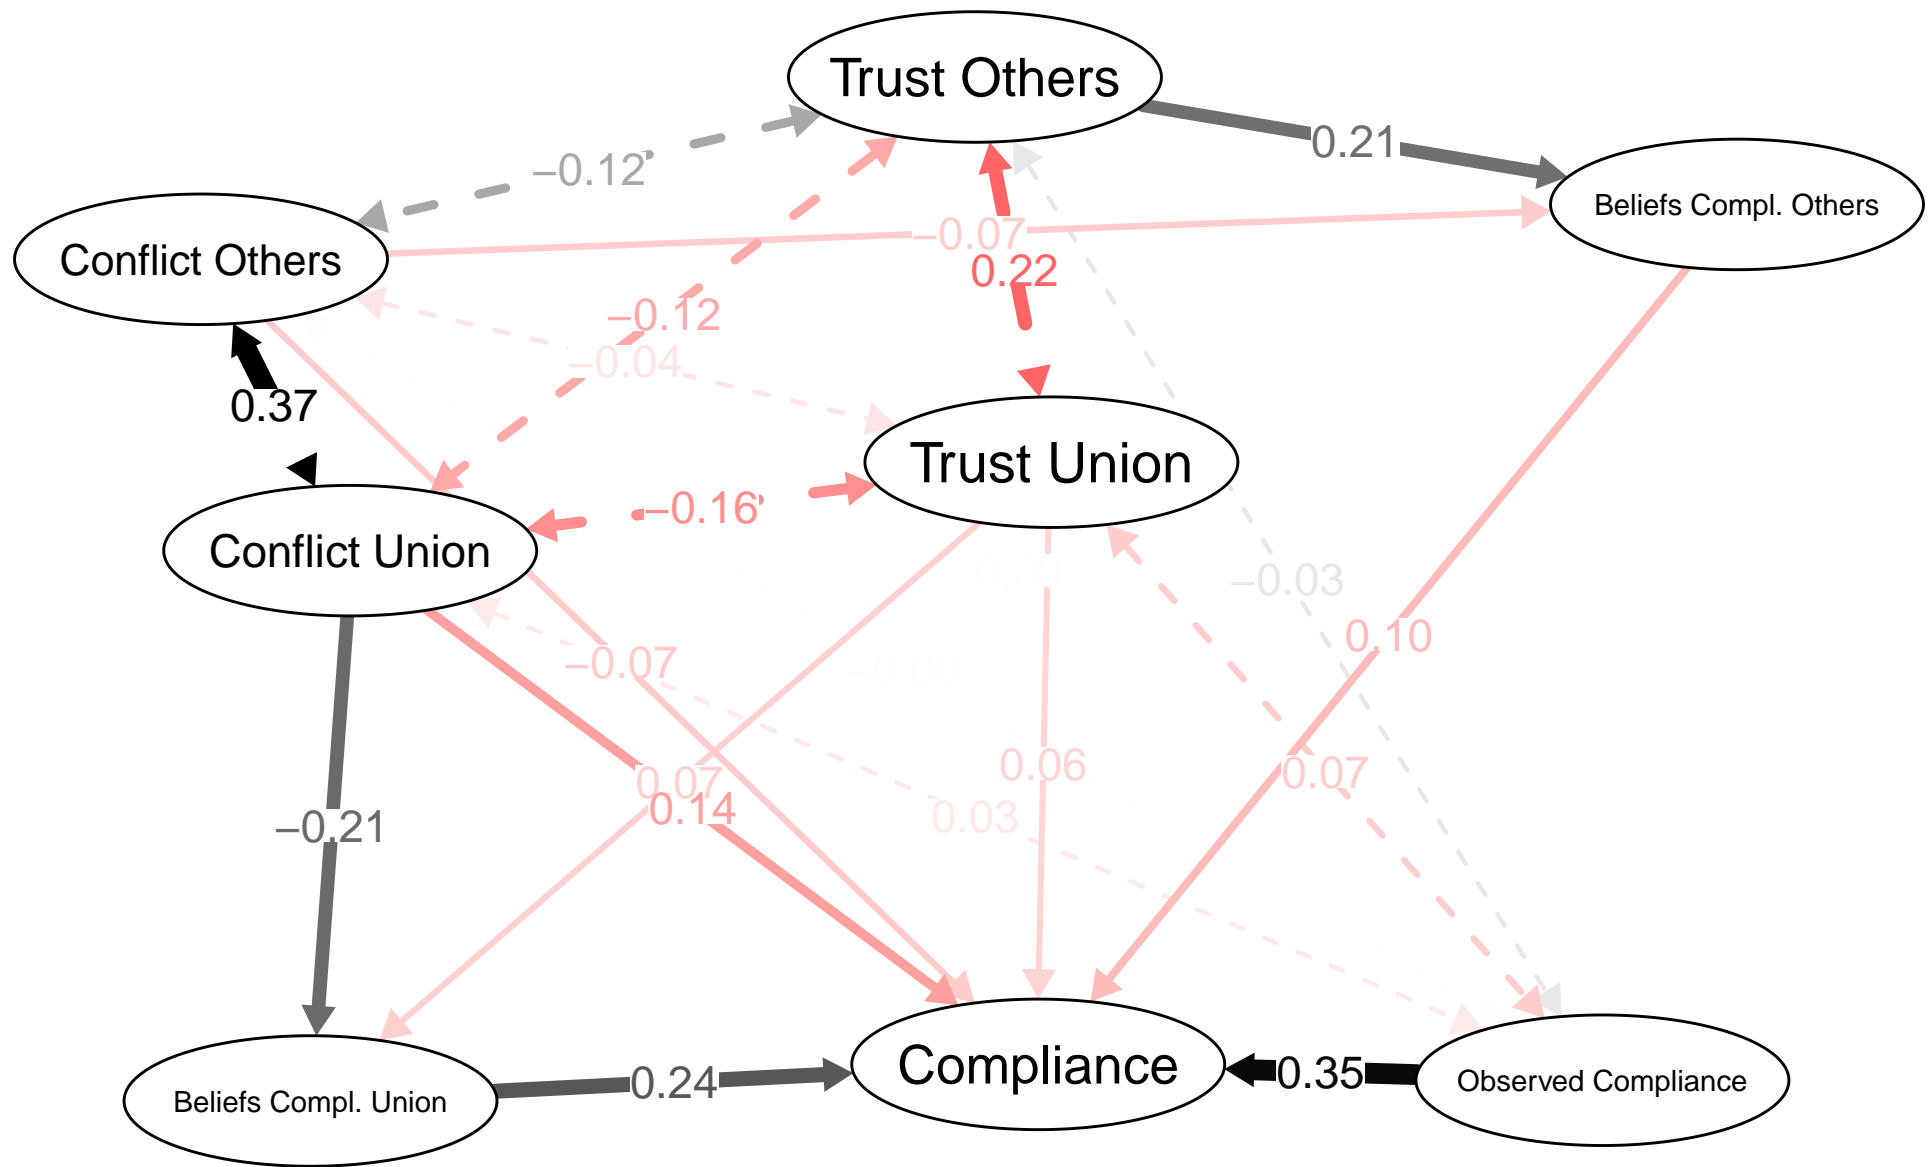 Trust Others
0.21
−0.12
Beliefs Compl. Others
−0.07
Conflict Others
0.22
−0.12
−0.04
0.37
Trust Union
−0.16
Conflict Union
−0.03
0.10
−0.07
0.06
0.07
0.07
0.14
0.03
−0.21
Compliance
0.24
0.35
Observed Compliance
Beliefs Compl. Union